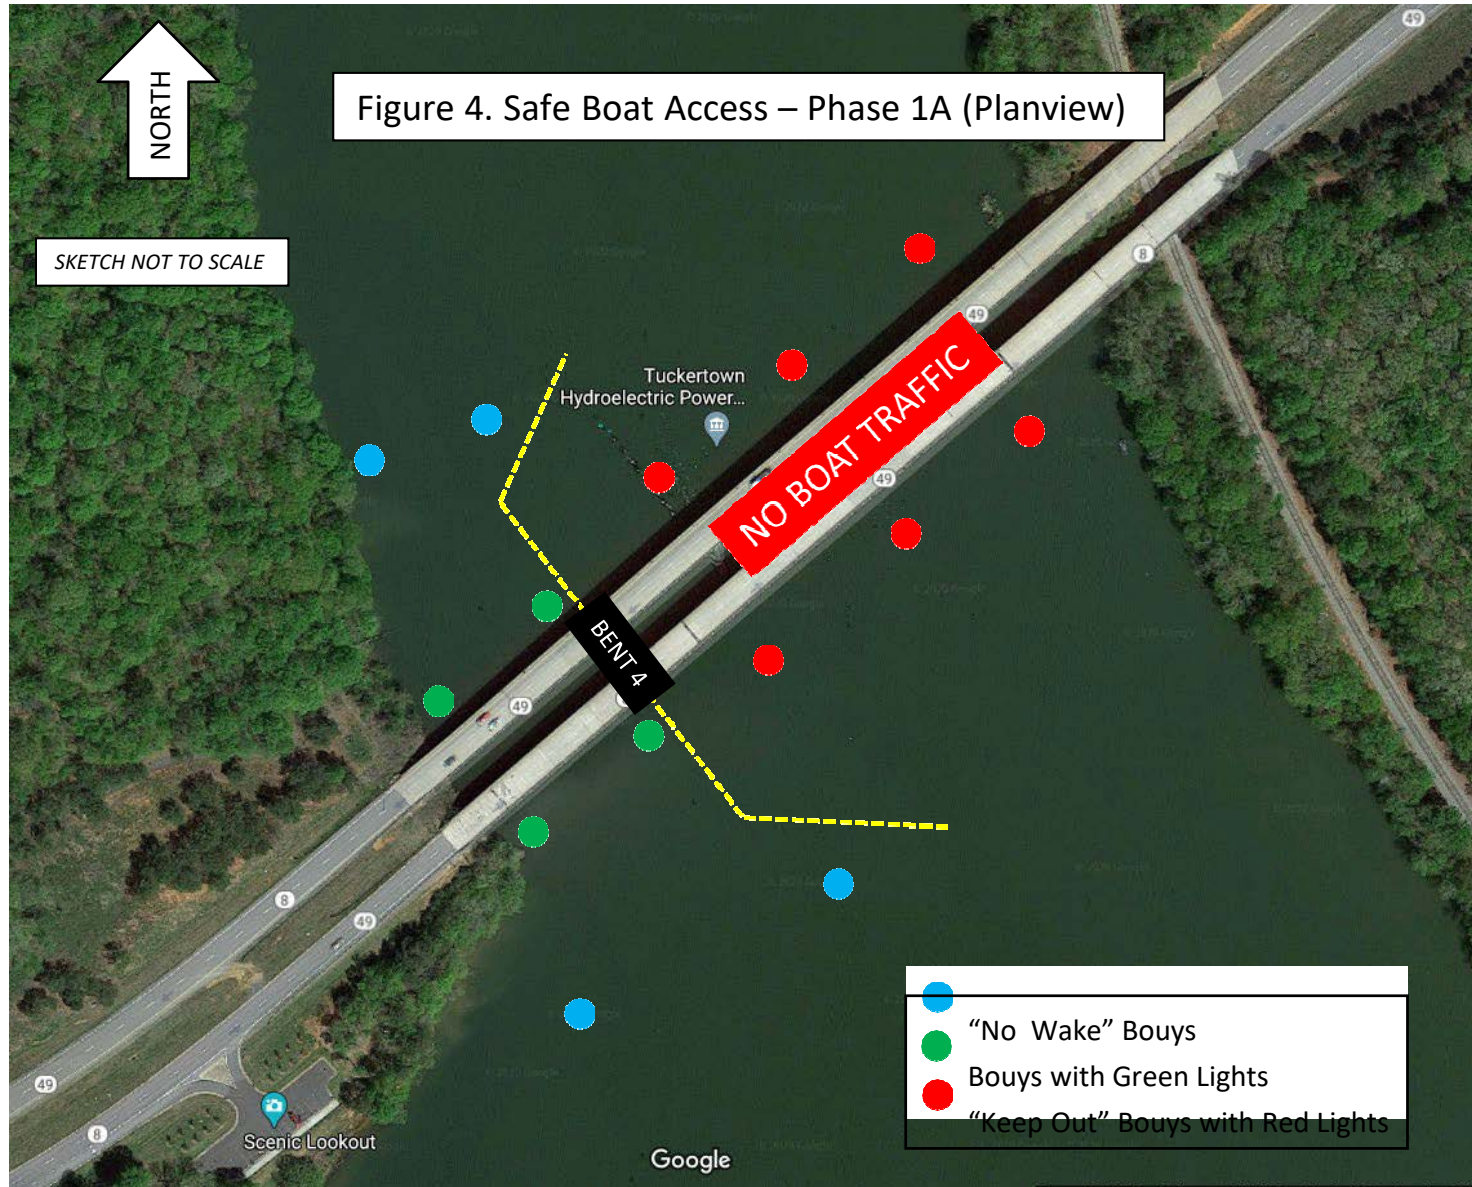 49
NORTH
Figure 4. Safe Boat Access – Phase 1A (Planview)
SKETCH NOT TO SCALE
8
49
Tuckertown
Hydroelectric Power...
NO BOAT TRAFFIC
49
BENT 4
49
8
49
“No Wake” Bouys
Bouys with Green Lights
“Keep Out” Bouys with Red Lights
49
8
Scenic Lookout
Google